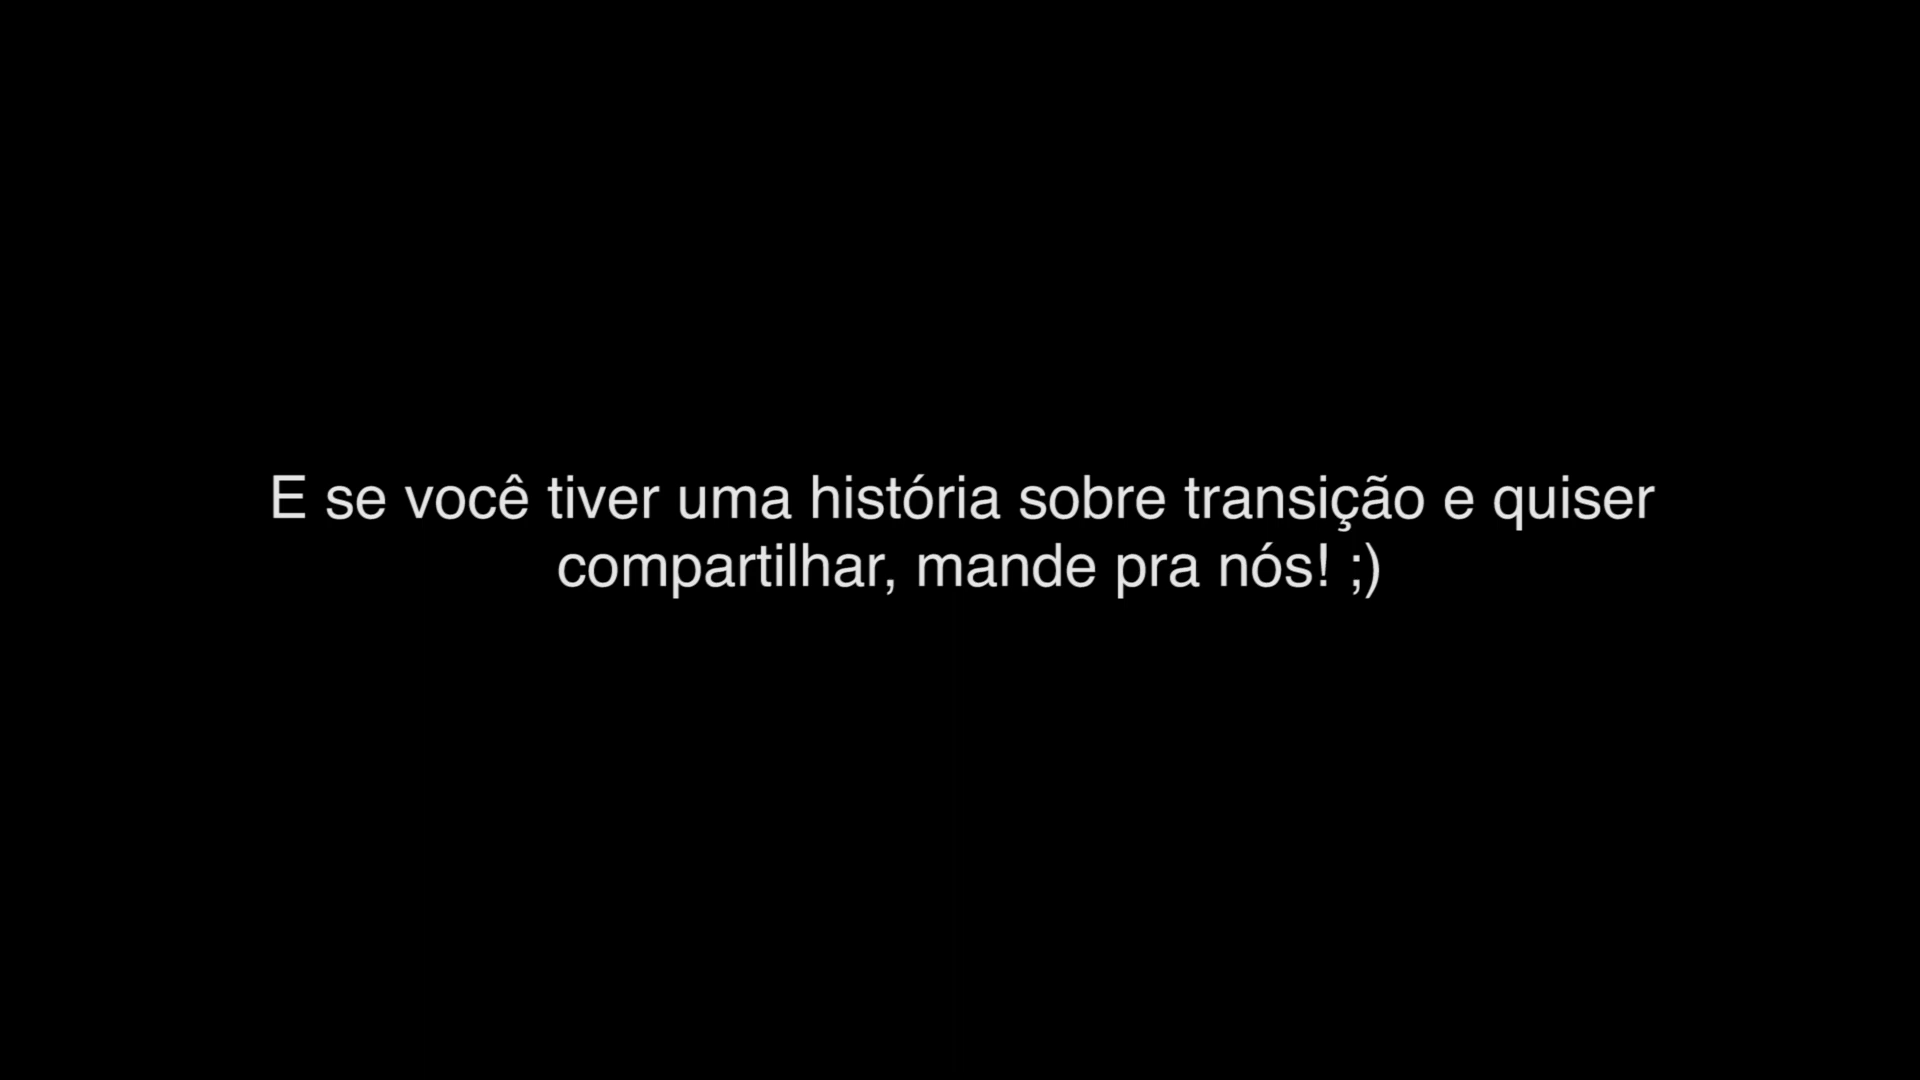 E se você tiver uma história sobre transição e quiser
compartilhar, mande pra nós! ;)